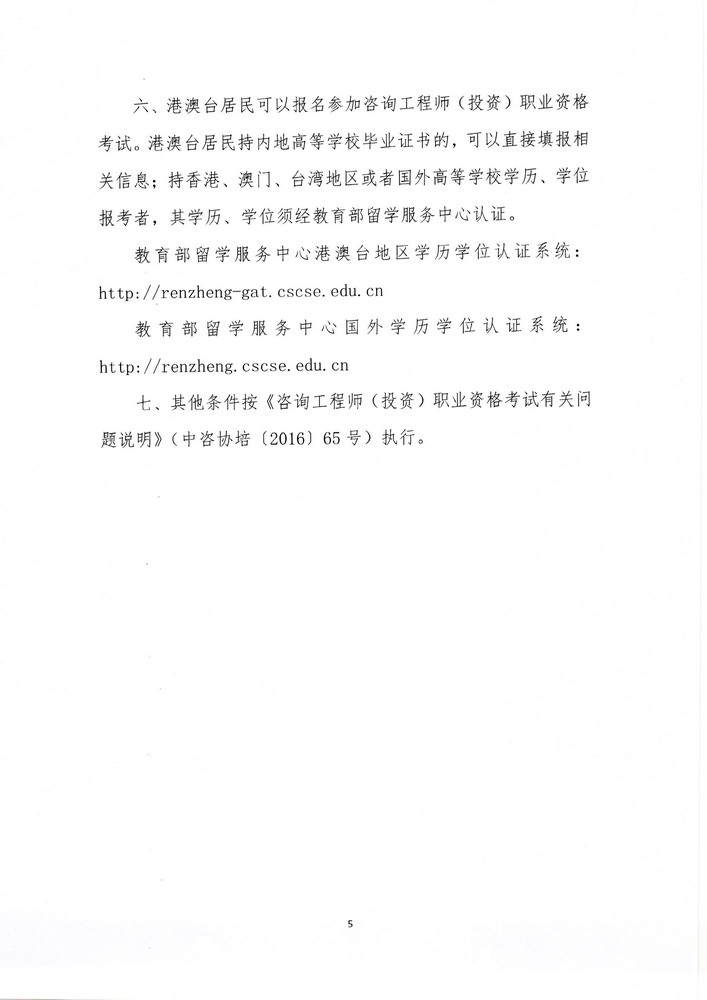 六、港澳台居民可以报名参加咨询工程师（投资）职业资格
考试。港澳台居民持内地高等学校毕业证书的，可以直接填报相
关信息；持香港、澳门、台湾地区或者国外高等学校学历、学位
报考者，其学历、学位须经教育部留学服务中心认证。
教育部留学服务中心港澳台地区学历学位认证系统：
http://renzheng-gat.cscse.edu.cn
教育部留学服务中心国外学历学位认证系统：
http://renzheng.cscse.edu.cn
七、其他条件按《咨询工程师（投资）职业资格考试有关问
题说明》（中咨协培〔2016〕65号）执行。
5